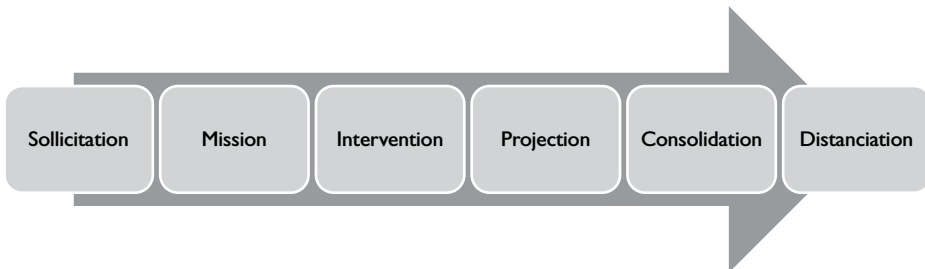 Sollicitation
Mission
Intervention
Projection
Consolidation
Distanciation